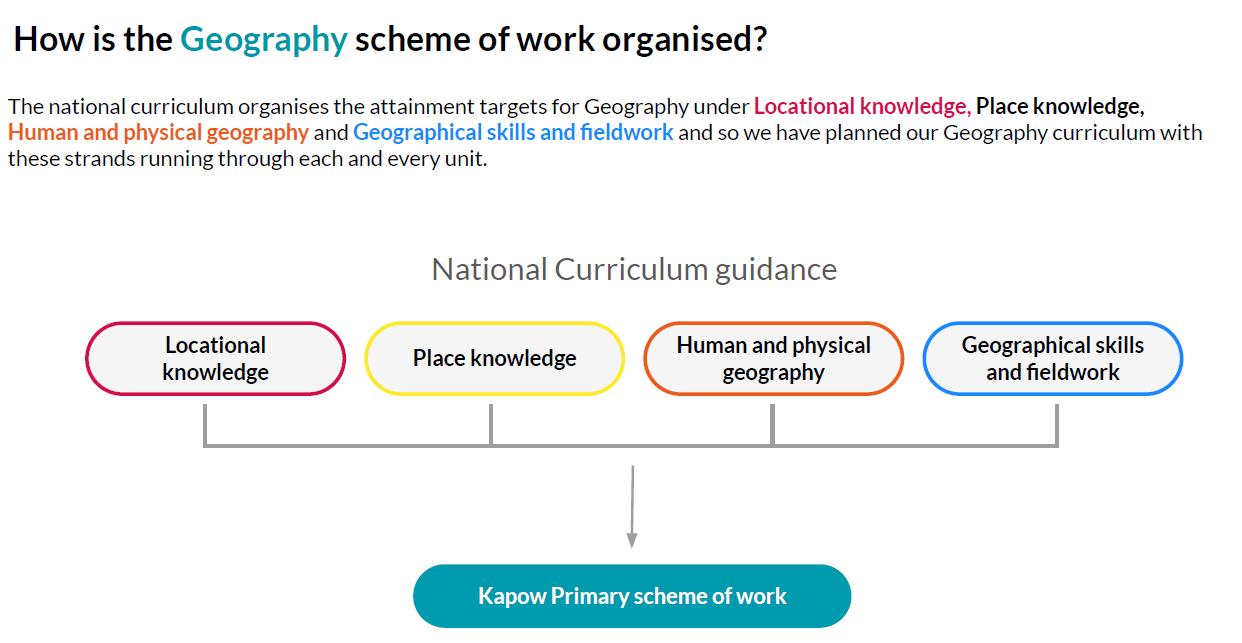 How is the Geography scheme of work organised?
The national curriculum organises the attainment targets for Geography under Locational knowledge, Place knowledge,
Human and physical geography and Geographical skills and fieldwork and so we have planned our Geography curriculum with
these strands running through each and every unit.
National Curriculum guidance
Locational
knowledge
Place knowledge
Human and physical
geography
Geographical skills
and fieldwork
Kapow Primary scheme of work